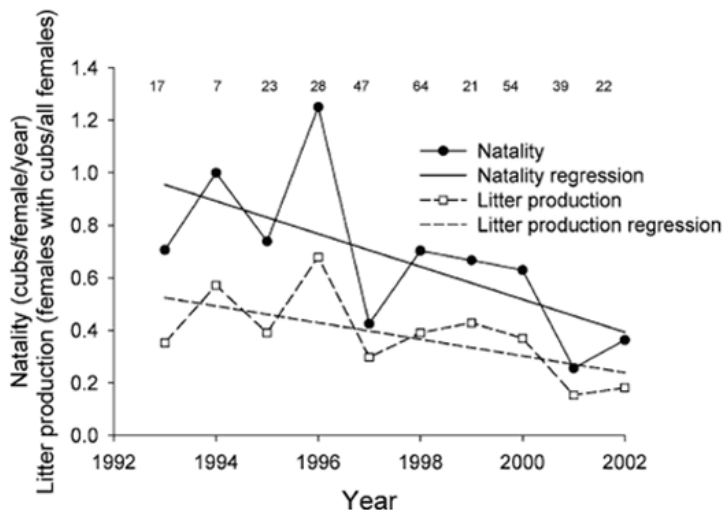 Natality (cubs/female/year)
Litter production (females with cubs/all females)
1.4
1.2
1.0
0.8
0.6
0.4
0.2
0.0
17 7 23 28 47 64 21 54 39 22
Natality
Natality regression
Litter production
Litter production regression
1992 1994 1996 1998 2000 2002
Year